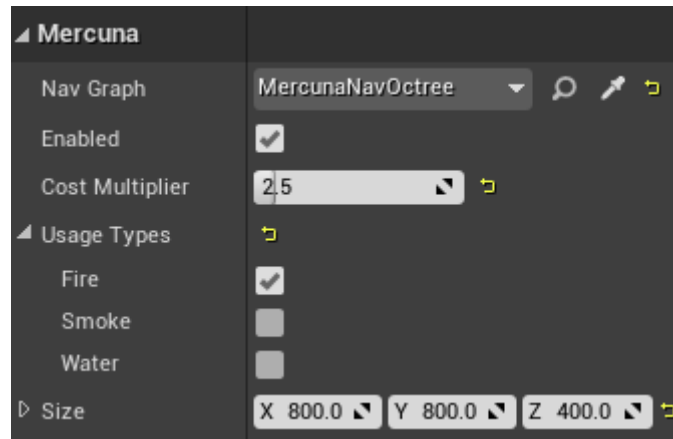 Mercuna
Nav Graph MercunaNavOctree
Enabled
Cost Multiplier 2.5
Usage Types
Fire
Smoke
Water
Size X 800.0 Y 800.0 Z 400.0